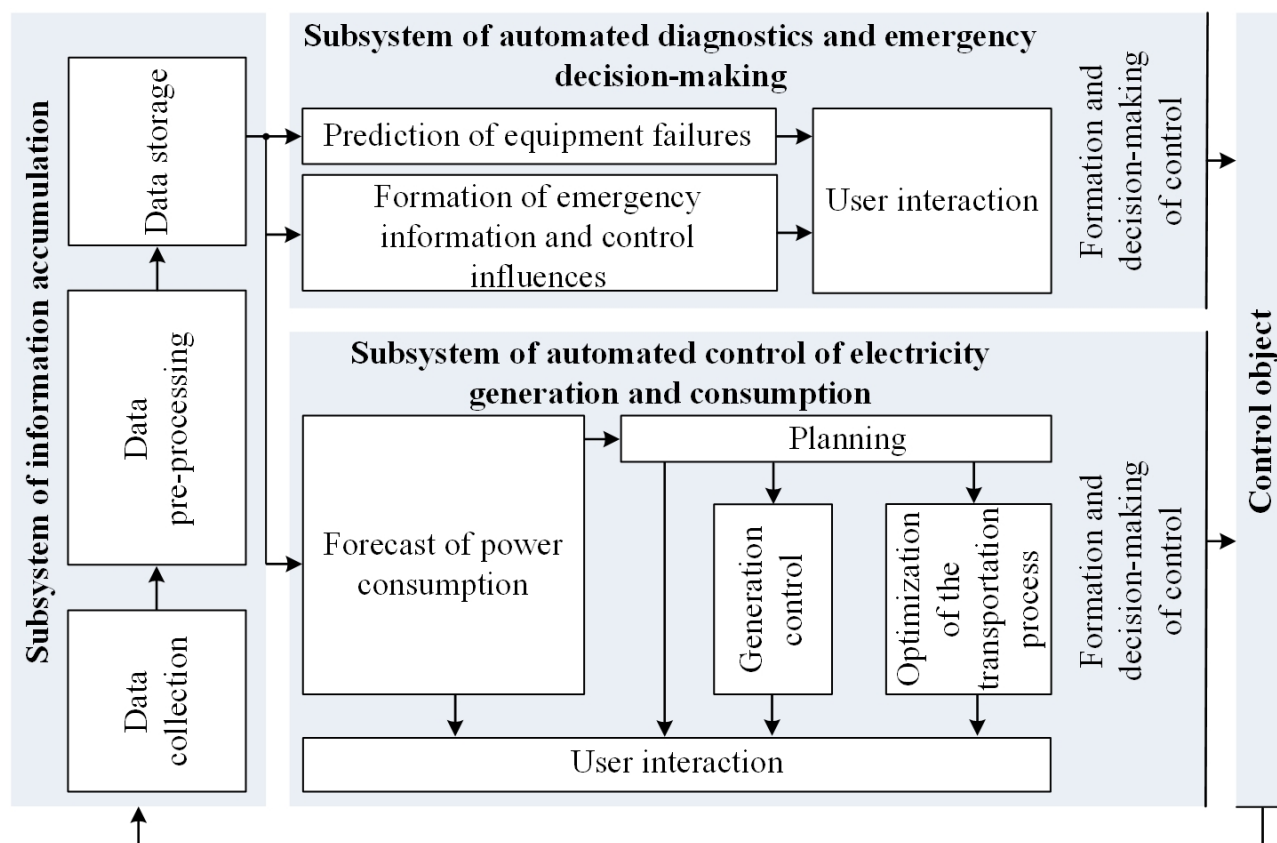 Subsystem of information accumulation
Data storage
Data
pre-processing
Data
collection
Subsystem of automated diagnostics and emergency
decision-making
Prediction of equipment failures
Formation of emergency
information and control
influences
User interaction
Formation and
decision-making
of control
Subsystem of automated control of electricity
generation and consumption
Forecast of power
consumption
Planning
Generation
control
Optimization
of the
transportation
process
User interaction
Formation and
decision-making
of control
Control object